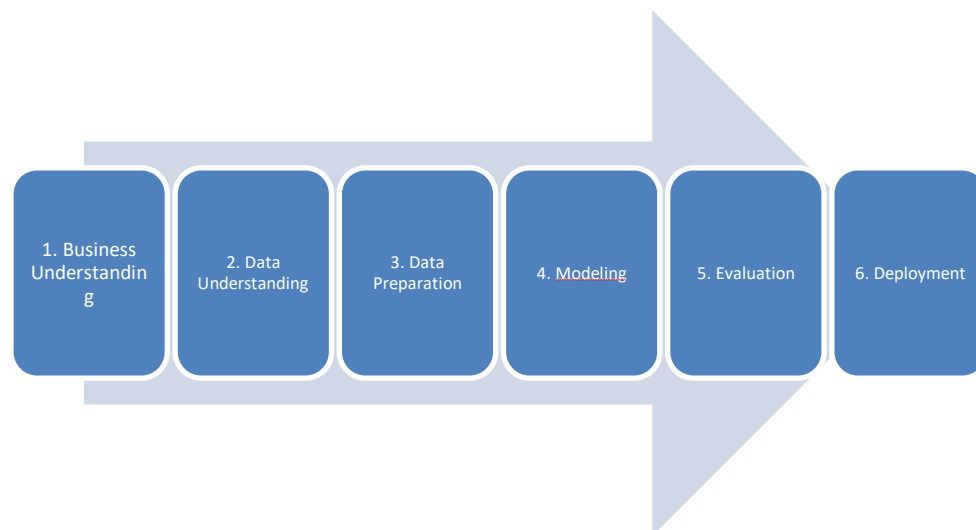 1. Business
Understandin
g
2. Data
Understanding
3. Data
Preparation
4. Modeling
5. Evaluation
6. Deployment